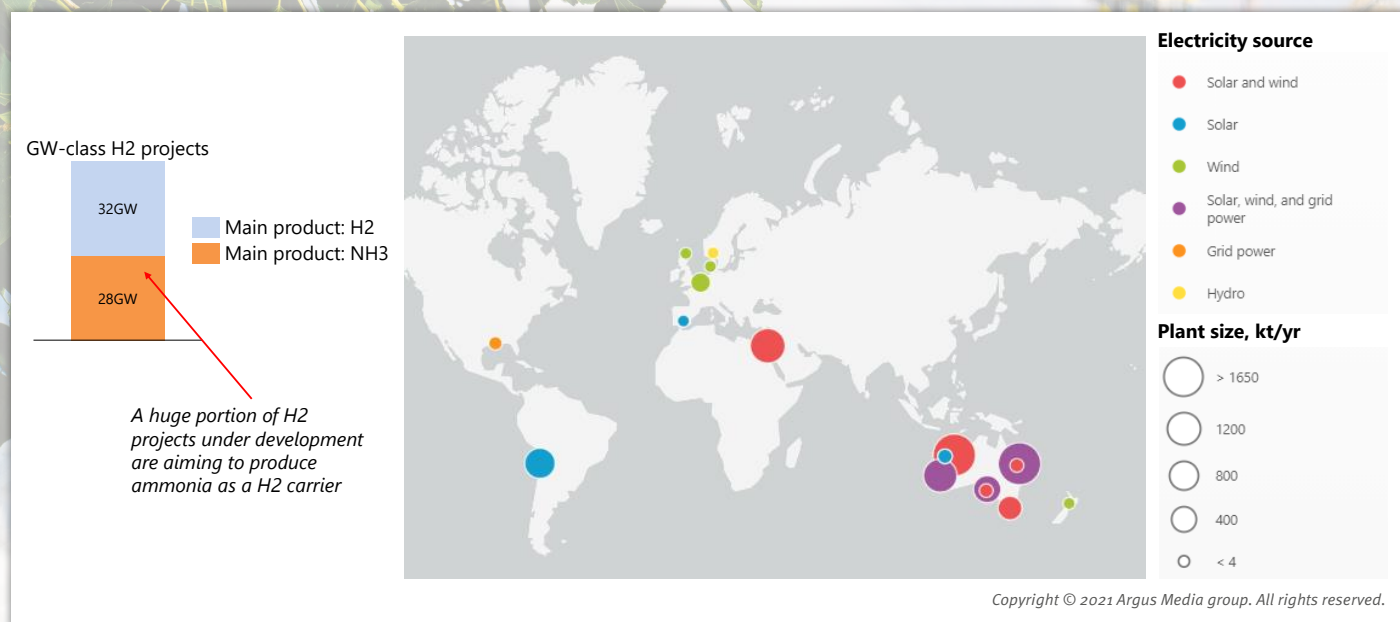 GW-class H2 projects
32GW
28GW
Main product: H2
Main product: NH3
A huge portion of H2
projects under development
are aiming to produce
ammonia as a H2 carrier
Electricity source
Solar and wind
Solar
Wind
Solar, wind, and grid
power
Grid power
Hydro
Plant size, kt/yr
> 1650
1200
800
400
< 4
Copyright © 2021 Argus Media group. All rights reserved.